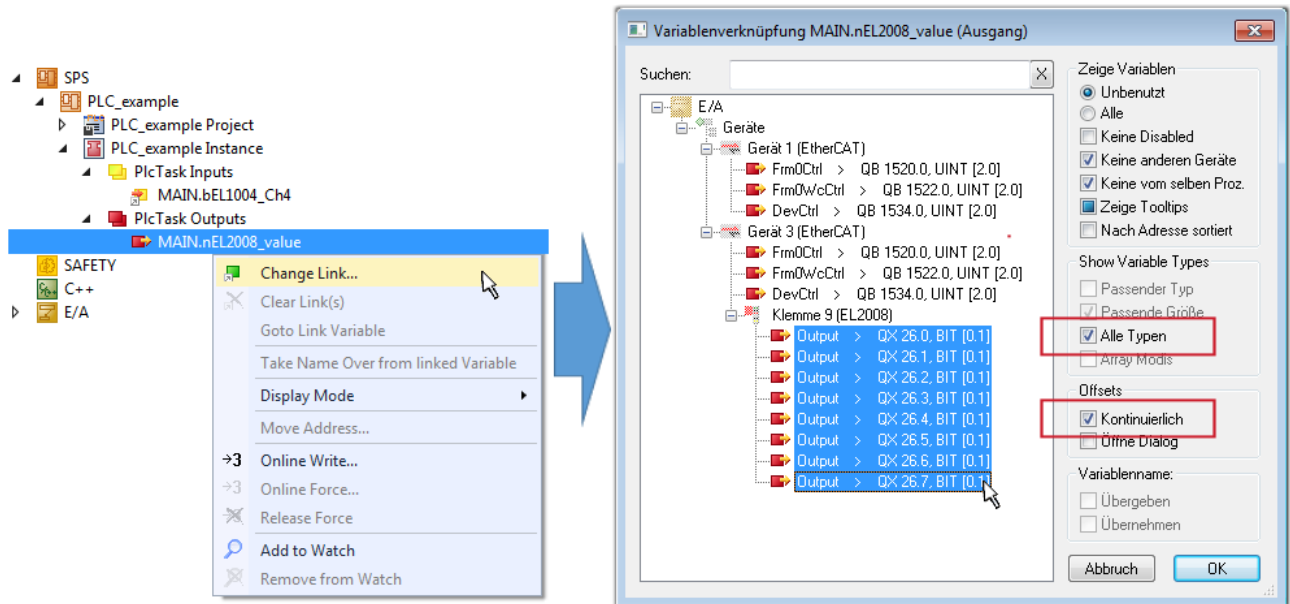 SPS
PLC_example
PLC_example Project
PLC_example Instance
PlcTask Inputs
MAIN.bEL1004_Ch4
PlcTask Outputs
MAIN.nEL2008_value
SAFETY
C++
E/A
Change Link...
Clear Link(s)
Goto Link Variable
Take Name Over from linked Variable
Display Mode
Move Address...
→3 Online Write...
→3 Online Force...
Release Force
Add to Watch
Remove from Watch
Variablenverknüpfung MAIN.nEL2008_value (Ausgang)
Suchen:
X
E/A
Geräte
Gerät 1 (EtherCAT)
Frm0Ctrl > QB 1520.0, UINT [2.0]
Frm0WcCtrl > QB 1522.0, UINT [2.0]
DevCtrl > QB 1534.0, UINT [2.0]
Gerät 3 (EtherCAT)
Frm0Ctrl > QB 1520.0, UINT [2.0]
Frm0WcCtrl > QB 1522.0, UINT [2.0]
DevCtrl > QB 1534.0, UINT [2.0]
Klemme 9 (EL2008)
Output > QX 26.0, BIT [0.1]
Output > QX 26.1, BIT [0.1]
Output > QX 26.2, BIT [0.1]
Output > QX 26.3, BIT [0.1]
Output > QX 26.4, BIT [0.1]
Output > QX 26.5, BIT [0.1]
Output > QX 26.6, BIT [0.1]
Output > QX 26.7, BIT [0.1]
Zeige Variablen
Unbenutzt
Alle
Keine Disabled
Keine anderen Geräte
Keine vom selben Proz.
Zeige Tooltips
Nach Adresse sortiert
Show Variable Types
Passender Typ
Passende Größe
Alle Typen
Array Modis
Offsets
Kontinuierlich
Öffne Dialog
Variablenname:
Übergeben
Übernehmen
Abbruch
OK